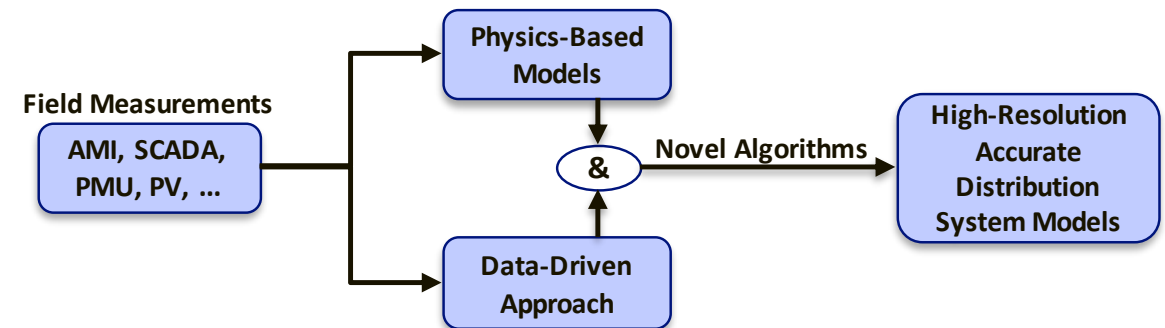 Physics-Based
Models
Field Measurements
AMI, SCADA,
PMU, PV, ...
&
Novel Algorithms
High-Resolution
Accurate
Distribution
System Models
Data-Driven
Approach